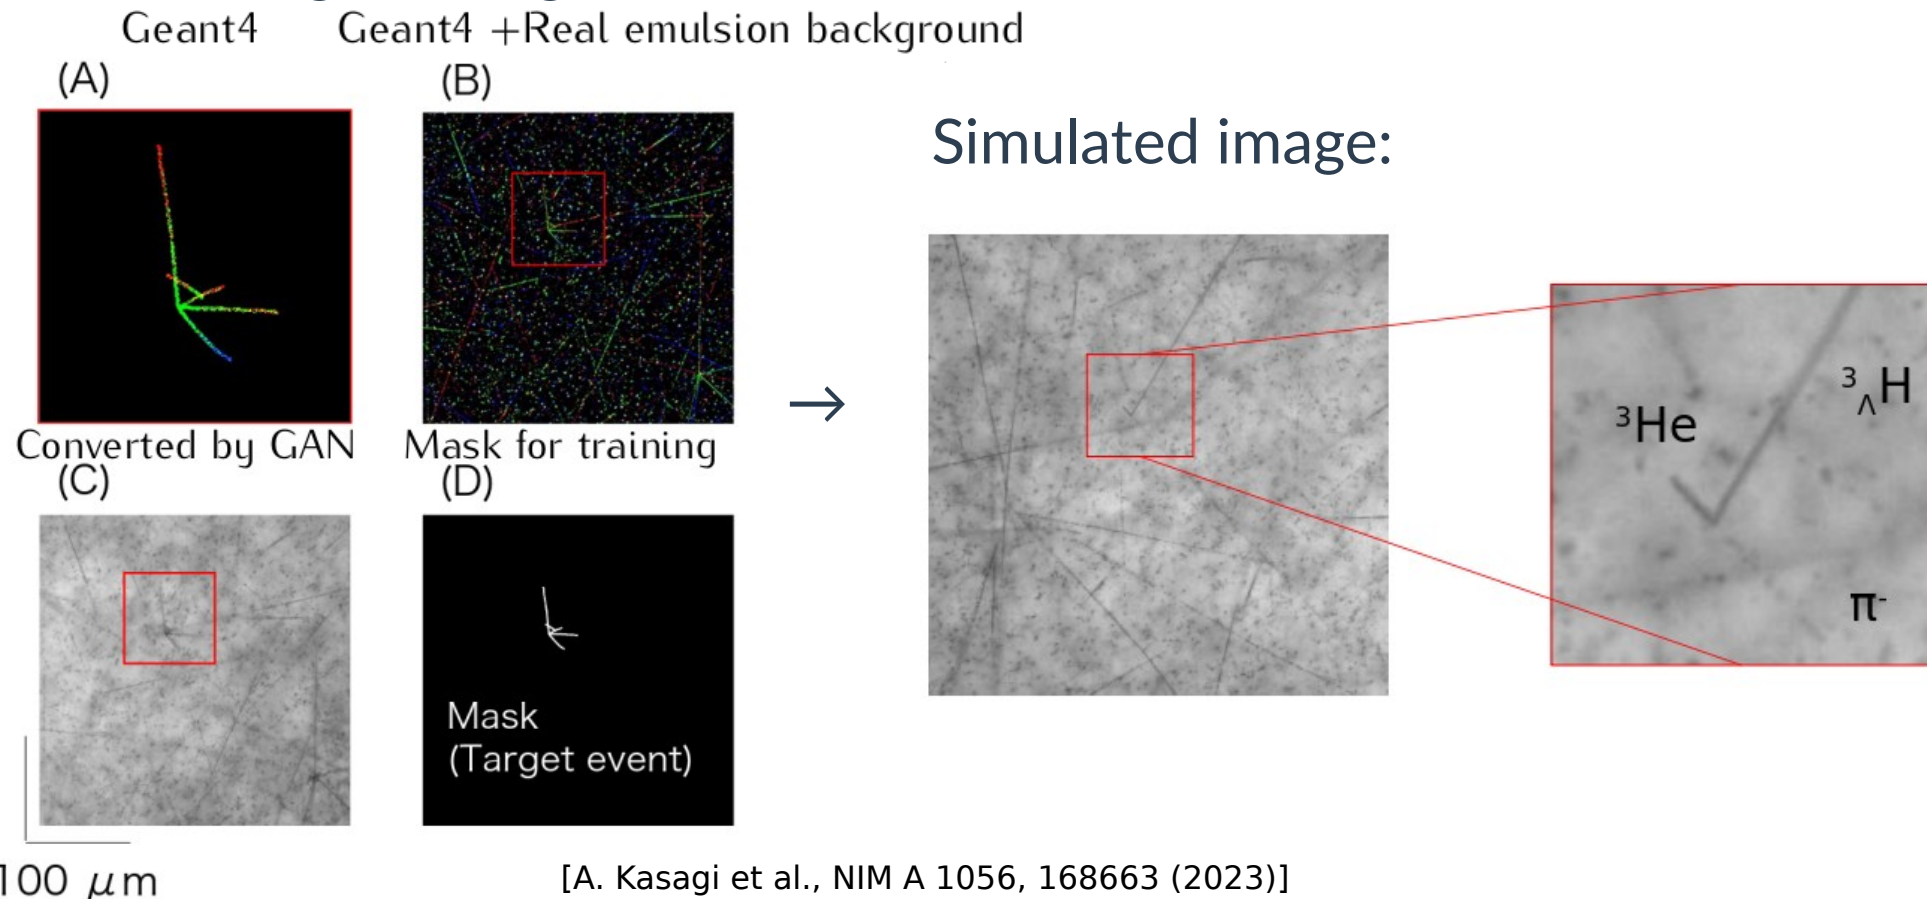 Geant4
Geant4 +Real emulsion background
(A)
(B)
Converted by GAN
Mask for training
(C)
(D)
Mask
(Target event)
100 μm
Simulated image:
→
³He
³ΛH
π⁻
[A. Kasagi et al., NIM A 1056, 168663 (2023)]